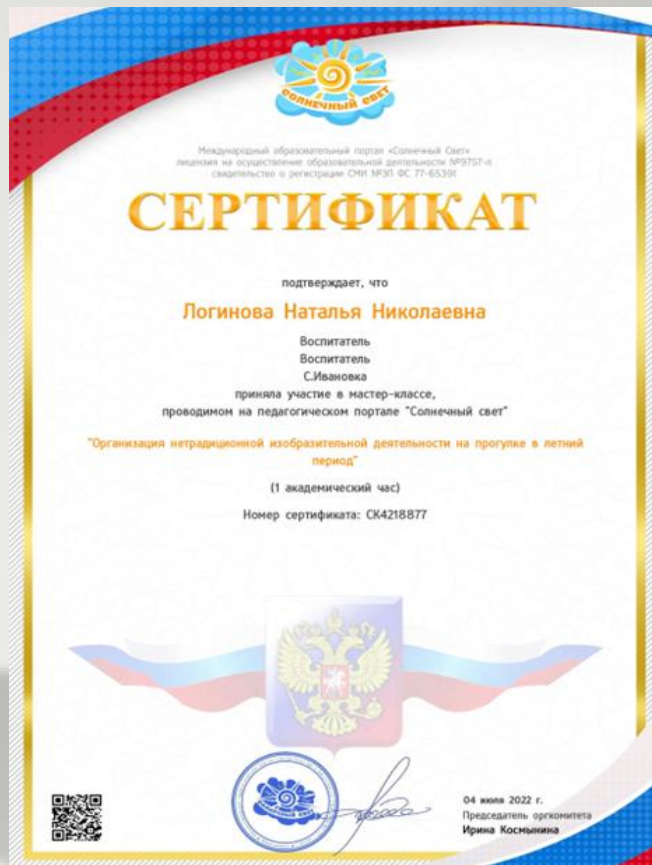 СОЛНЕЧНЫЙ СВЕТ
Международный образовательный портал «Солнечный Свет»
лицензия на осуществление образовательной деятельности №9757-л
свидетельство о регистрации СМИ №ЭЛ ФС 77-65391
СЕРТИФИКАТ
подтверждает, что
Логинова Наталья Николаевна
Воспитатель
Воспитатель
С.Ивановка
приняла участие в мастер-классе,
проводимом на педагогическом портале "Солнечный свет"
"Организация нетрадиционной изобразительной деятельности на прогулке в летний
период"
(1 академический час)
Номер сертификата: СК4218877
04 июля 2022 г.
Председатель оргкомитета
Ирина Космынина